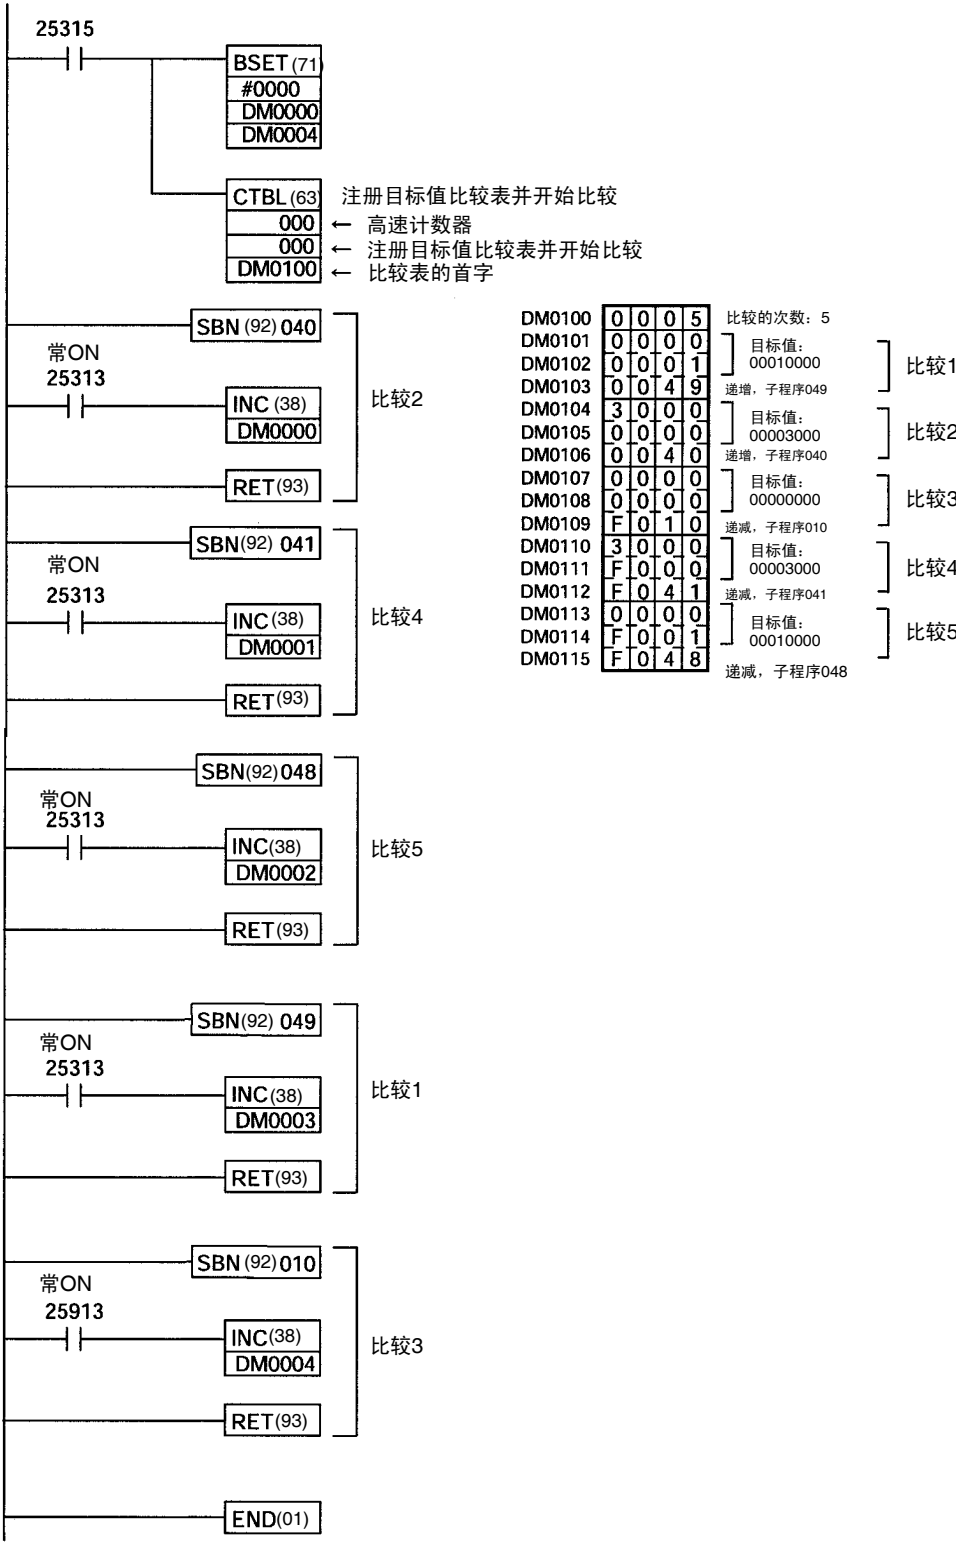 25315
BSET (71)
#0000
DM0000
DM0004
CTBL (63) 注册目标值比较表并开始比较
000 ← 高速计数器
000 ← 注册目标值比较表并开始比较
DM0100 ← 比较表的首字
SBN (92) 040
常ON
25313
INC (38)
DM0000
RET (93)
比较2
SBN (92) 041
常ON
25313
INC (38)
DM0001
RET (93)
比较4
DM0100 0 0 0 5 比较的次数：5
DM0101 0 0 0 0
DM0102 0 0 0 1
DM0103 0 0 4 9
目标值：
00010000
递增，子程序049
比较1
DM0104 3 0 0 0
DM0105 0 0 0 0
DM0106 0 0 4 0
目标值：
00003000
递增，子程序040
比较2
DM0107 0 0 0 0
DM0108 0 0 0 0
DM0109 F 0 1 0
目标值：
00000000
递减，子程序010
比较3
DM0110 3 0 0 0
DM0111 F 0 0 0
DM0112 F 0 4 1
目标值：
00003000
递减，子程序041
比较4
DM0113 0 0 0 0
DM0114 F 0 0 1
DM0115 F 0 4 8
目标值：
00010000
递减，子程序048
比较5
SBN (92) 048
常ON
25313
INC (38)
DM0002
RET (93)
比较5
SBN (92) 049
常ON
25313
INC (38)
DM0003
RET (93)
比较1
SBN (92) 010
常ON
25913
INC (38)
DM0004
RET (93)
比较3
END (01)